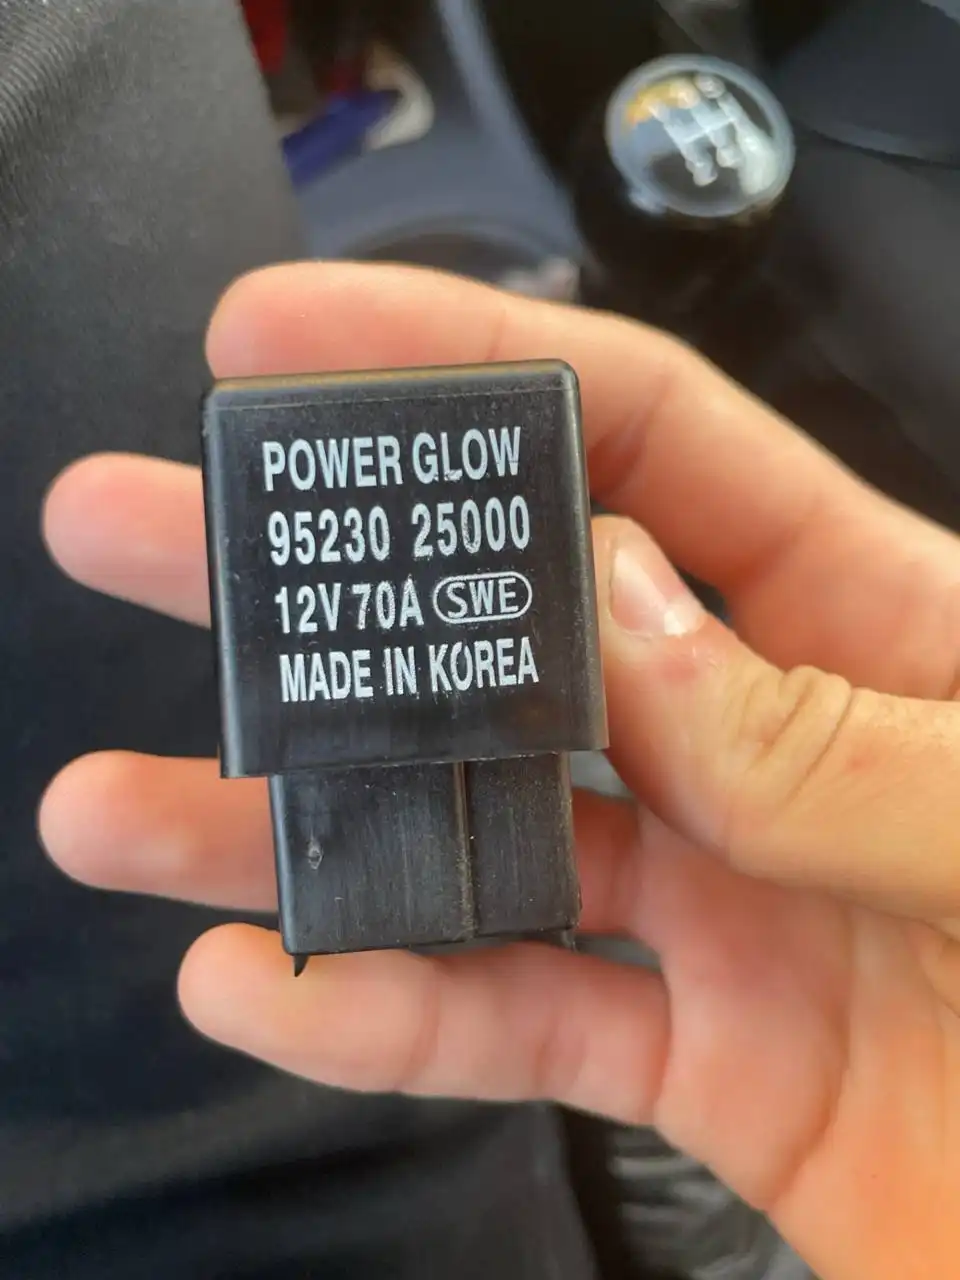 POWER GLOW
95230 25000
12V 70A SWE
MADE IN KOREA